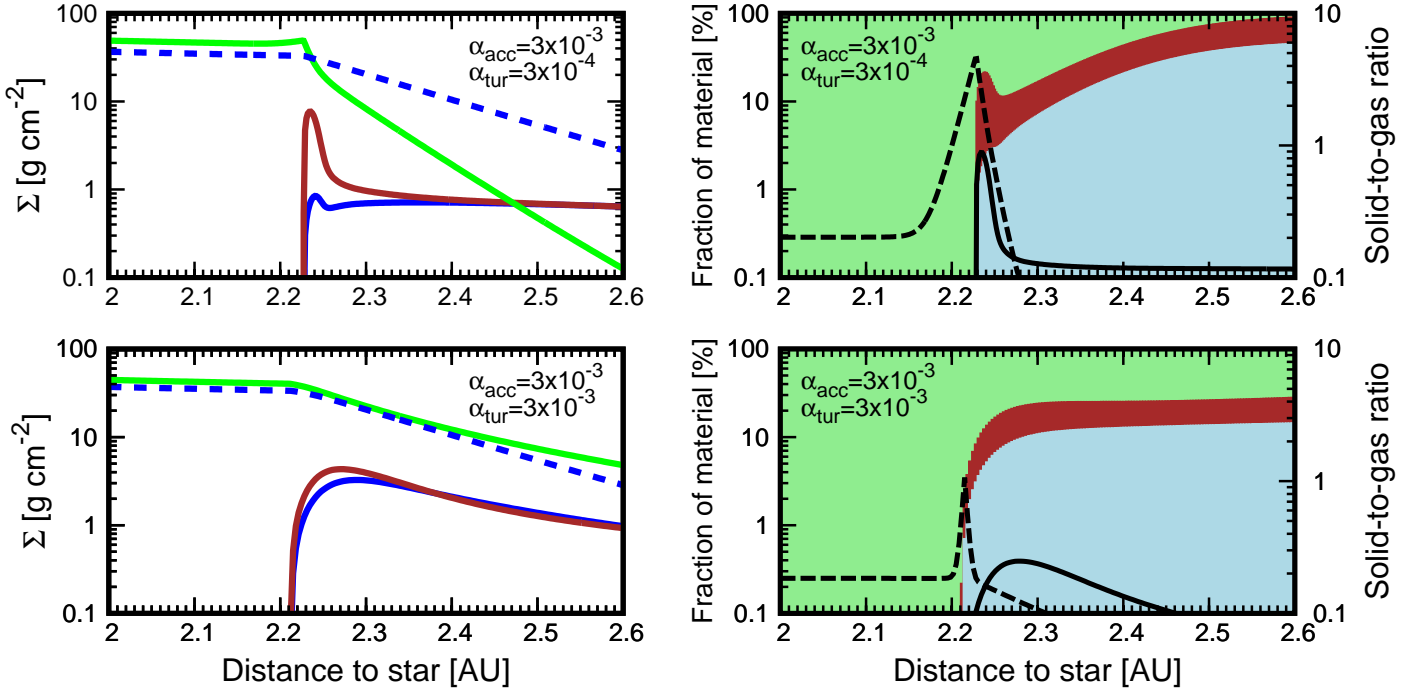 100
10
1
0.1
Σ [g cm⁻²]
α_acc=3x10⁻³
α_tur=3x10⁻⁴
2 2.1 2.2 2.3 2.4 2.5 2.6
100
10
1
0.1
Fraction of material [%]
α_acc=3x10⁻³
α_tur=3x10⁻⁴
10
1
0.1
Solid-to-gas ratio
2 2.1 2.2 2.3 2.4 2.5 2.6
100
10
1
0.1
Σ [g cm⁻²]
α_acc=3x10⁻³
α_tur=3x10⁻³
2 2.1 2.2 2.3 2.4 2.5 2.6
Distance to star [AU]
100
10
1
0.1
Fraction of material [%]
α_acc=3x10⁻³
α_tur=3x10⁻³
10
1
0.1
Solid-to-gas ratio
2 2.1 2.2 2.3 2.4 2.5 2.6
Distance to star [AU]